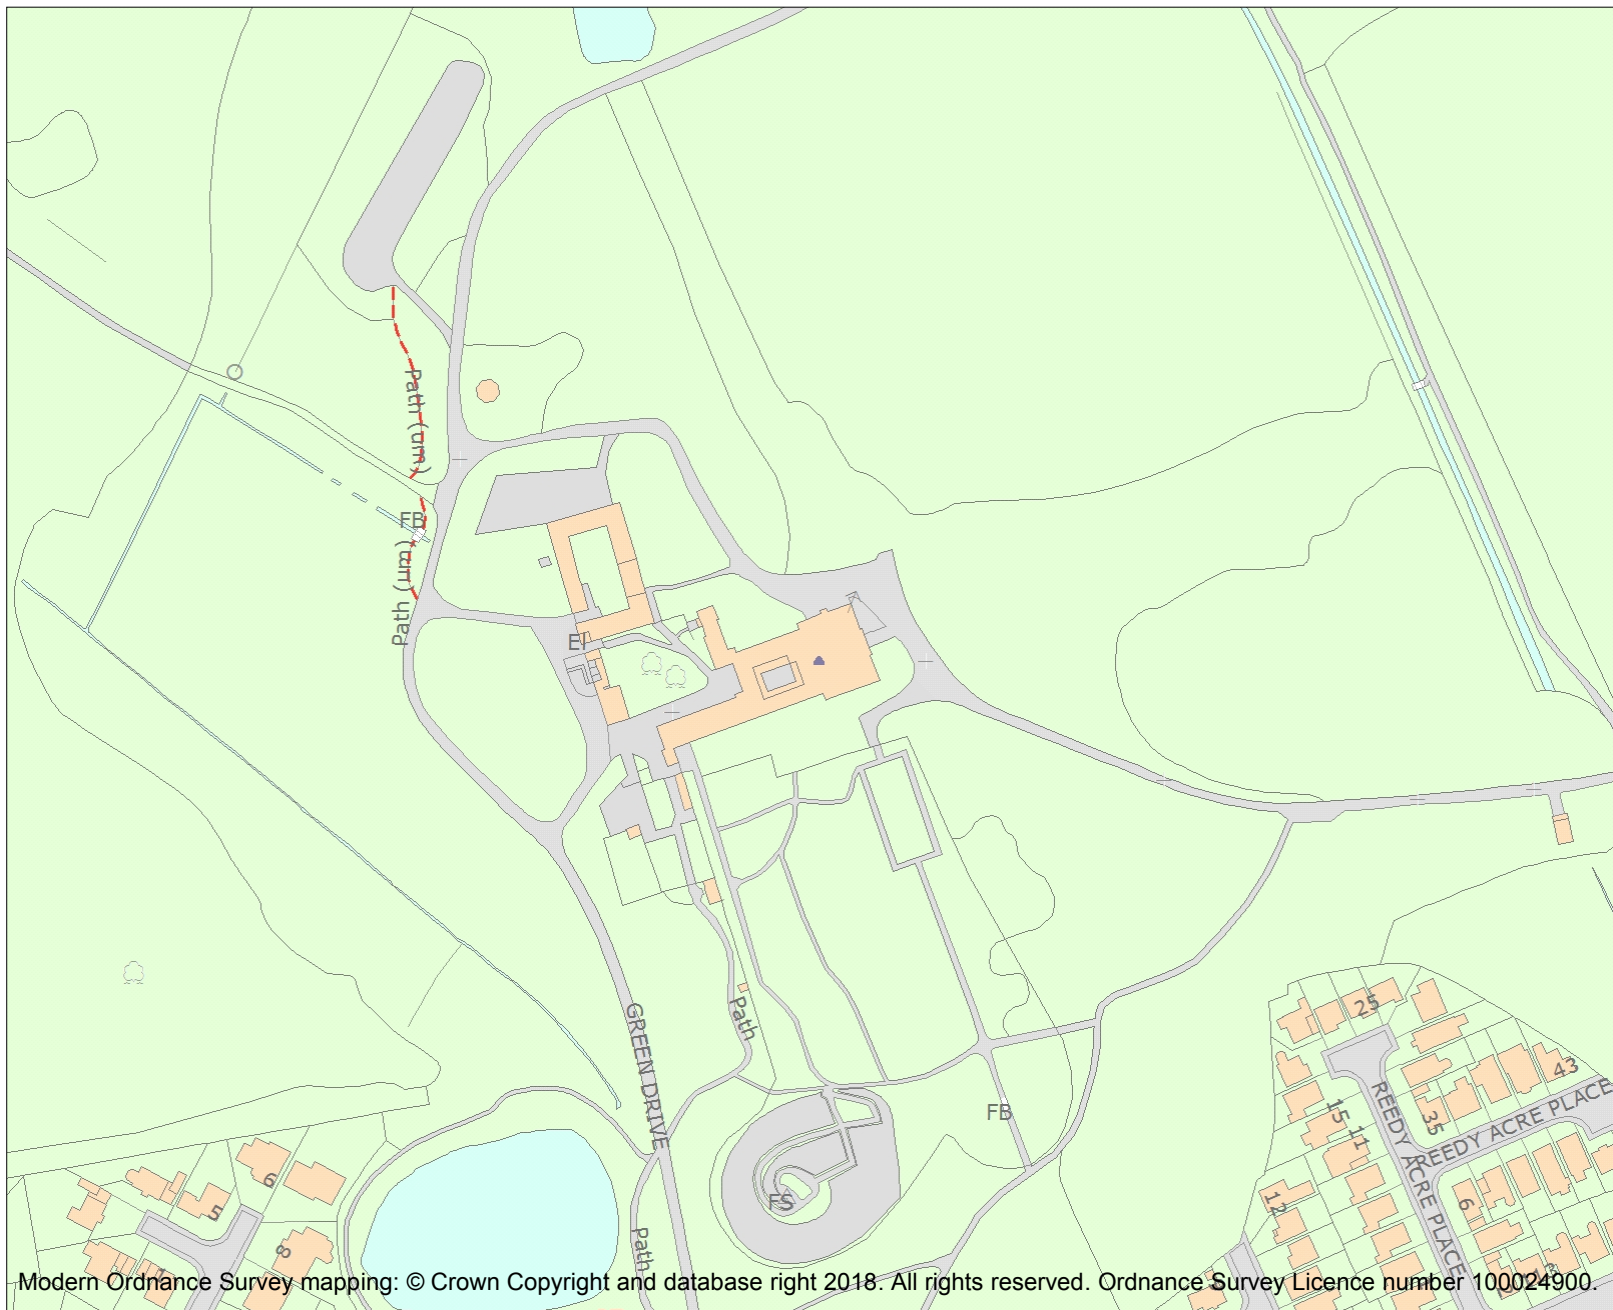 Path (um)
FB
Path (um)
El
GREEN DRIVE
Path
FB
FS
Path
25
43
35
15
11
12
6
REEDY ACRE PLACE
REEDY ACRE PLACE
6
5
8
Modern Ordnance Survey mapping: © Crown Copyright and database right 2018. All rights reserved. Ordnance Survey Licence number 100024900.